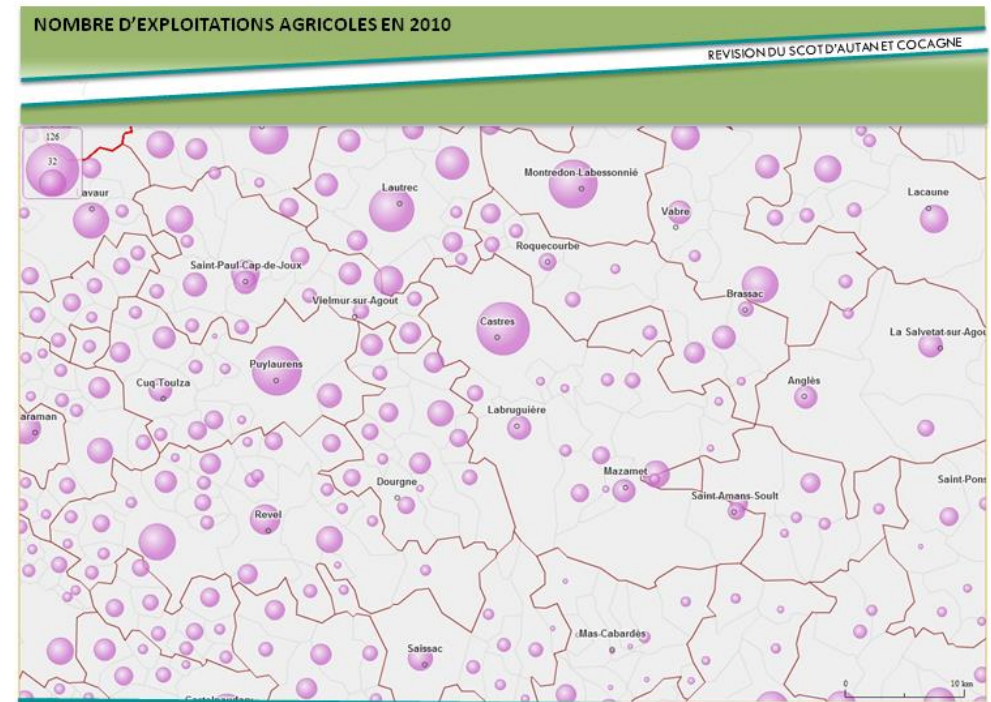 NOMBRE D'EXPLOITATIONS AGRICOLES EN 2010
REVISION DU SCOT D'AUTAN ET COCAGNE
126
32
avaur
Lautrec
Montredon-Labessonnié
Vabre
Lacaune
Saint-Paul-Cap-de-Joux
Roquecourbe
Vielmur-sur-Agout
Brassac
Castres
La Salvetat-sur-Agou
Puylaurens
Cuq-Toulza
Anglès
araman
Labruguière
Mazamet
Dourgne
Saint-Amans-Soult
Saint-Pons
Revel
Mas-Cabardès
Saissac
0
10 km